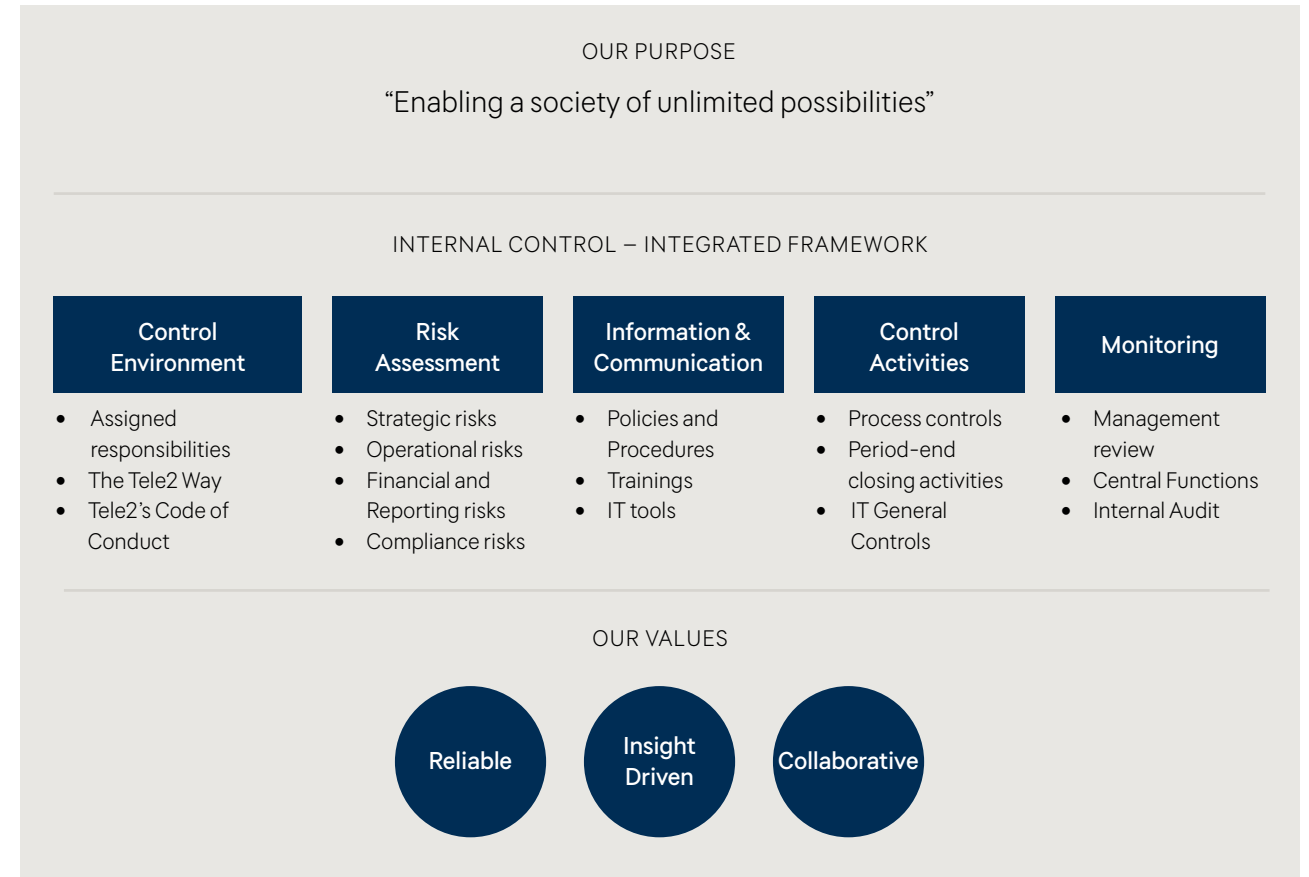 OUR PURPOSE
“Enabling a society of unlimited possibilities”
INTERNAL CONTROL – INTEGRATED FRAMEWORK
Control
Environment
• Assigned
responsibilities
• The Tele2 Way
• Tele2’s Code of
Conduct
Risk
Assessment
• Strategic risks
• Operational risks
• Financial and
Reporting risks
• Compliance risks
Information &
Communication
• Policies and
Procedures
• Trainings
• IT tools
Control
Activities
• Process controls
• Period-end
closing activities
• IT General
Controls
Monitoring
• Management
review
• Central Functions
• Internal Audit
OUR VALUES
Reliable
Insight
Driven
Collaborative